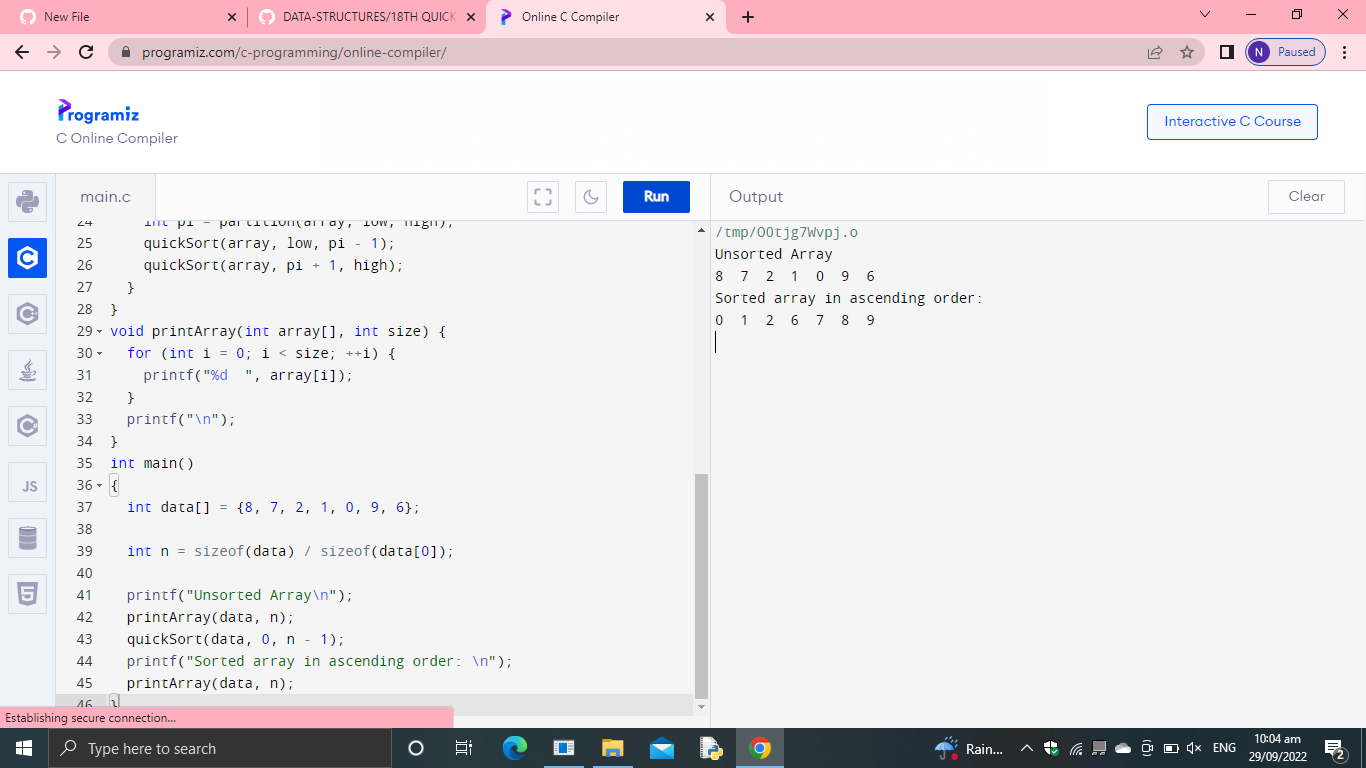 New File
DATA-STRUCTURES/18TH QUICK
Online C Compiler
programiz.com/c-programming/online-compiler/
N Paused
Programiz
C Online Compiler
Interactive C Course
main.c
Run
Output
Clear
24 int pi = partition(array, low, high);
25 quickSort(array, low, pi - 1);
26 quickSort(array, pi + 1, high);
27 }
28 }
29 void printArray(int array[], int size) {
30 for (int i = 0; i < size; ++i) {
31 printf("%d  ", array[i]);
32 }
33 printf("\n");
34 }
35 int main()
36 {
37 int data[] = {8, 7, 2, 1, 0, 9, 6};
38
39 int n = sizeof(data) / sizeof(data[0]);
40
41 printf("Unsorted Array\n");
42 printArray(data, n);
43 quickSort(data, 0, n - 1);
44 printf("Sorted array in ascending order: \n");
45 printArray(data, n);
46 }
/tmp/OOtjg7Wvpj.o
Unsorted Array
8  7  2  1  0  9  6
Sorted array in ascending order:
0  1  2  6  7  8  9
JS
Establishing secure connection...
Type here to search
Rain...
ENG
10:04 am
29/09/2022
2